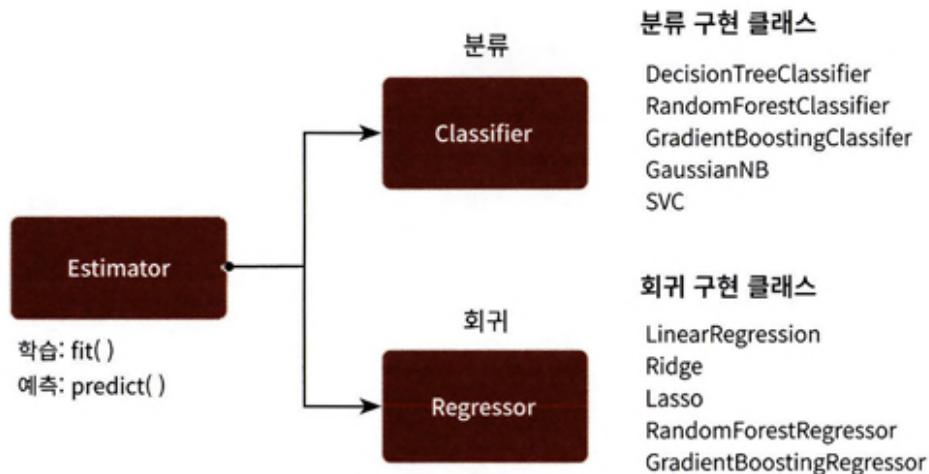 분류
Classifier
분류 구현 클래스
DecisionTreeClassifier
RandomForestClassifier
GradientBoostingClassifer
GaussianNB
SVC
Estimator
학습: fit( )
예측: predict( )
회귀
Regressor
회귀 구현 클래스
LinearRegression
Ridge
Lasso
RandomForestRegressor
GradientBoostingRegressor